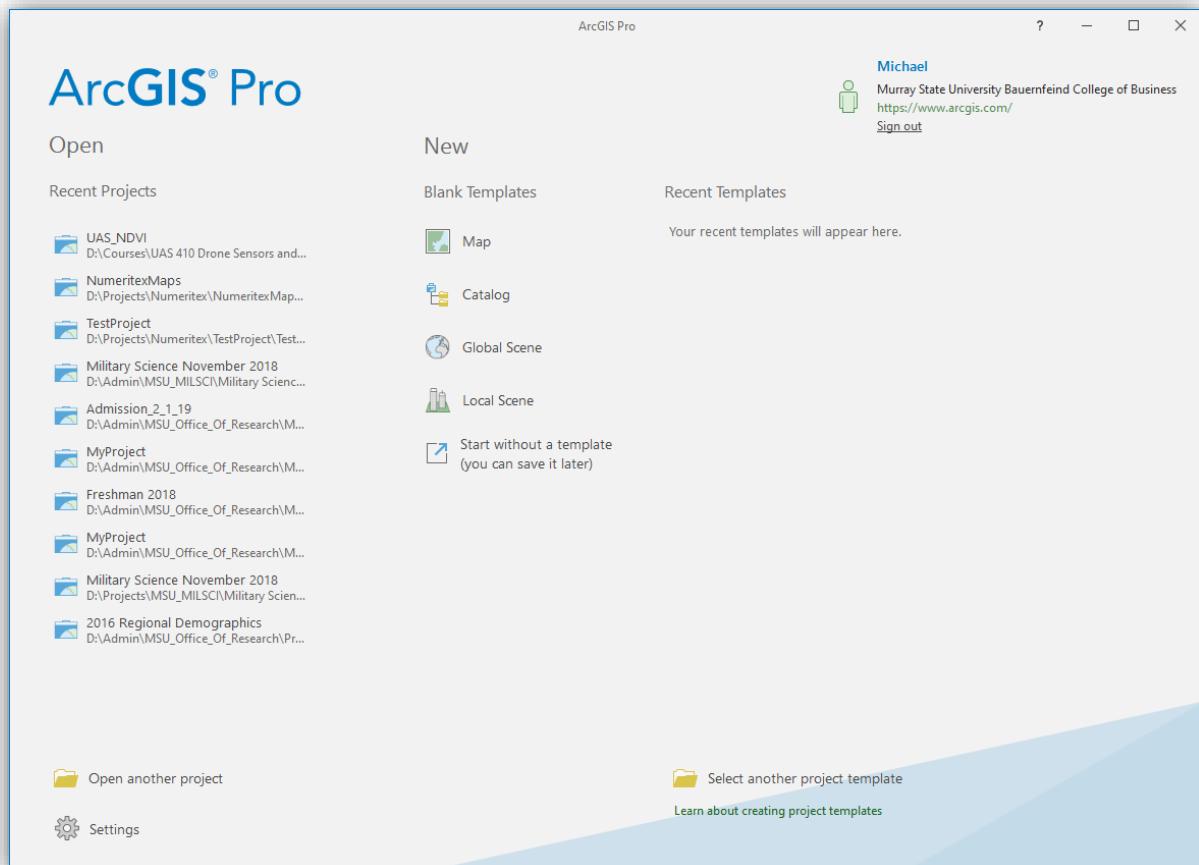 ArcGIS Pro
?
Michael
Murray State University Bauernfeind College of Business
https://www.arcgis.com/
Sign out
ArcGIS® Pro
Open
Recent Projects
UAS_NDVI
D:\Courses\UAS 410 Drone Sensors and...
NumeritexMaps
D:\Projects\Numeritex\NumeritexMap...
TestProject
D:\Projects\Numeritex\TestProject\Test...
Military Science November 2018
D:\Admin\MSU_MILSCI\Military Scienc...
Admission_2_1_19
D:\Admin\MSU_Office_Of_Research\M...
MyProject
D:\Admin\MSU_Office_Of_Research\M...
Freshman 2018
D:\Admin\MSU_Office_Of_Research\M...
MyProject
D:\Admin\MSU_Office_Of_Research\M...
Military Science November 2018
D:\Projects\MSU_MILSCI\Military Scien...
2016 Regional Demographics
D:\Admin\MSU_Office_Of_Research\Pr...
Open another project
Settings
New
Blank Templates
Map
Catalog
Global Scene
Local Scene
Start without a template
(you can save it later)
Recent Templates
Your recent templates will appear here.
Select another project template
Learn about creating project templates